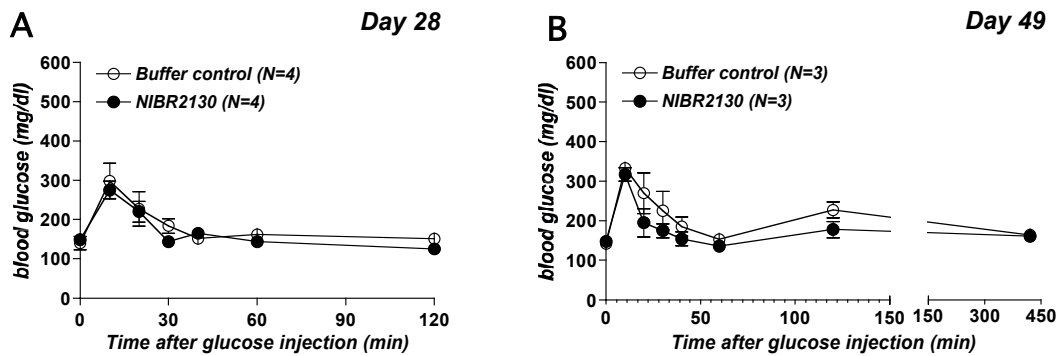 A
Day 28
600
500
400
300
200
100
0
blood glucose (mg/dl)
Buffer control (N=4)
NIBR2130 (N=4)
0 30 60 90 120
Time after glucose injection (min)
B
Day 49
600
500
400
300
200
100
0
blood glucose (mg/dl)
Buffer control (N=3)
NIBR2130 (N=3)
0 50 100 150 150 300 450
Time after glucose injection (min)